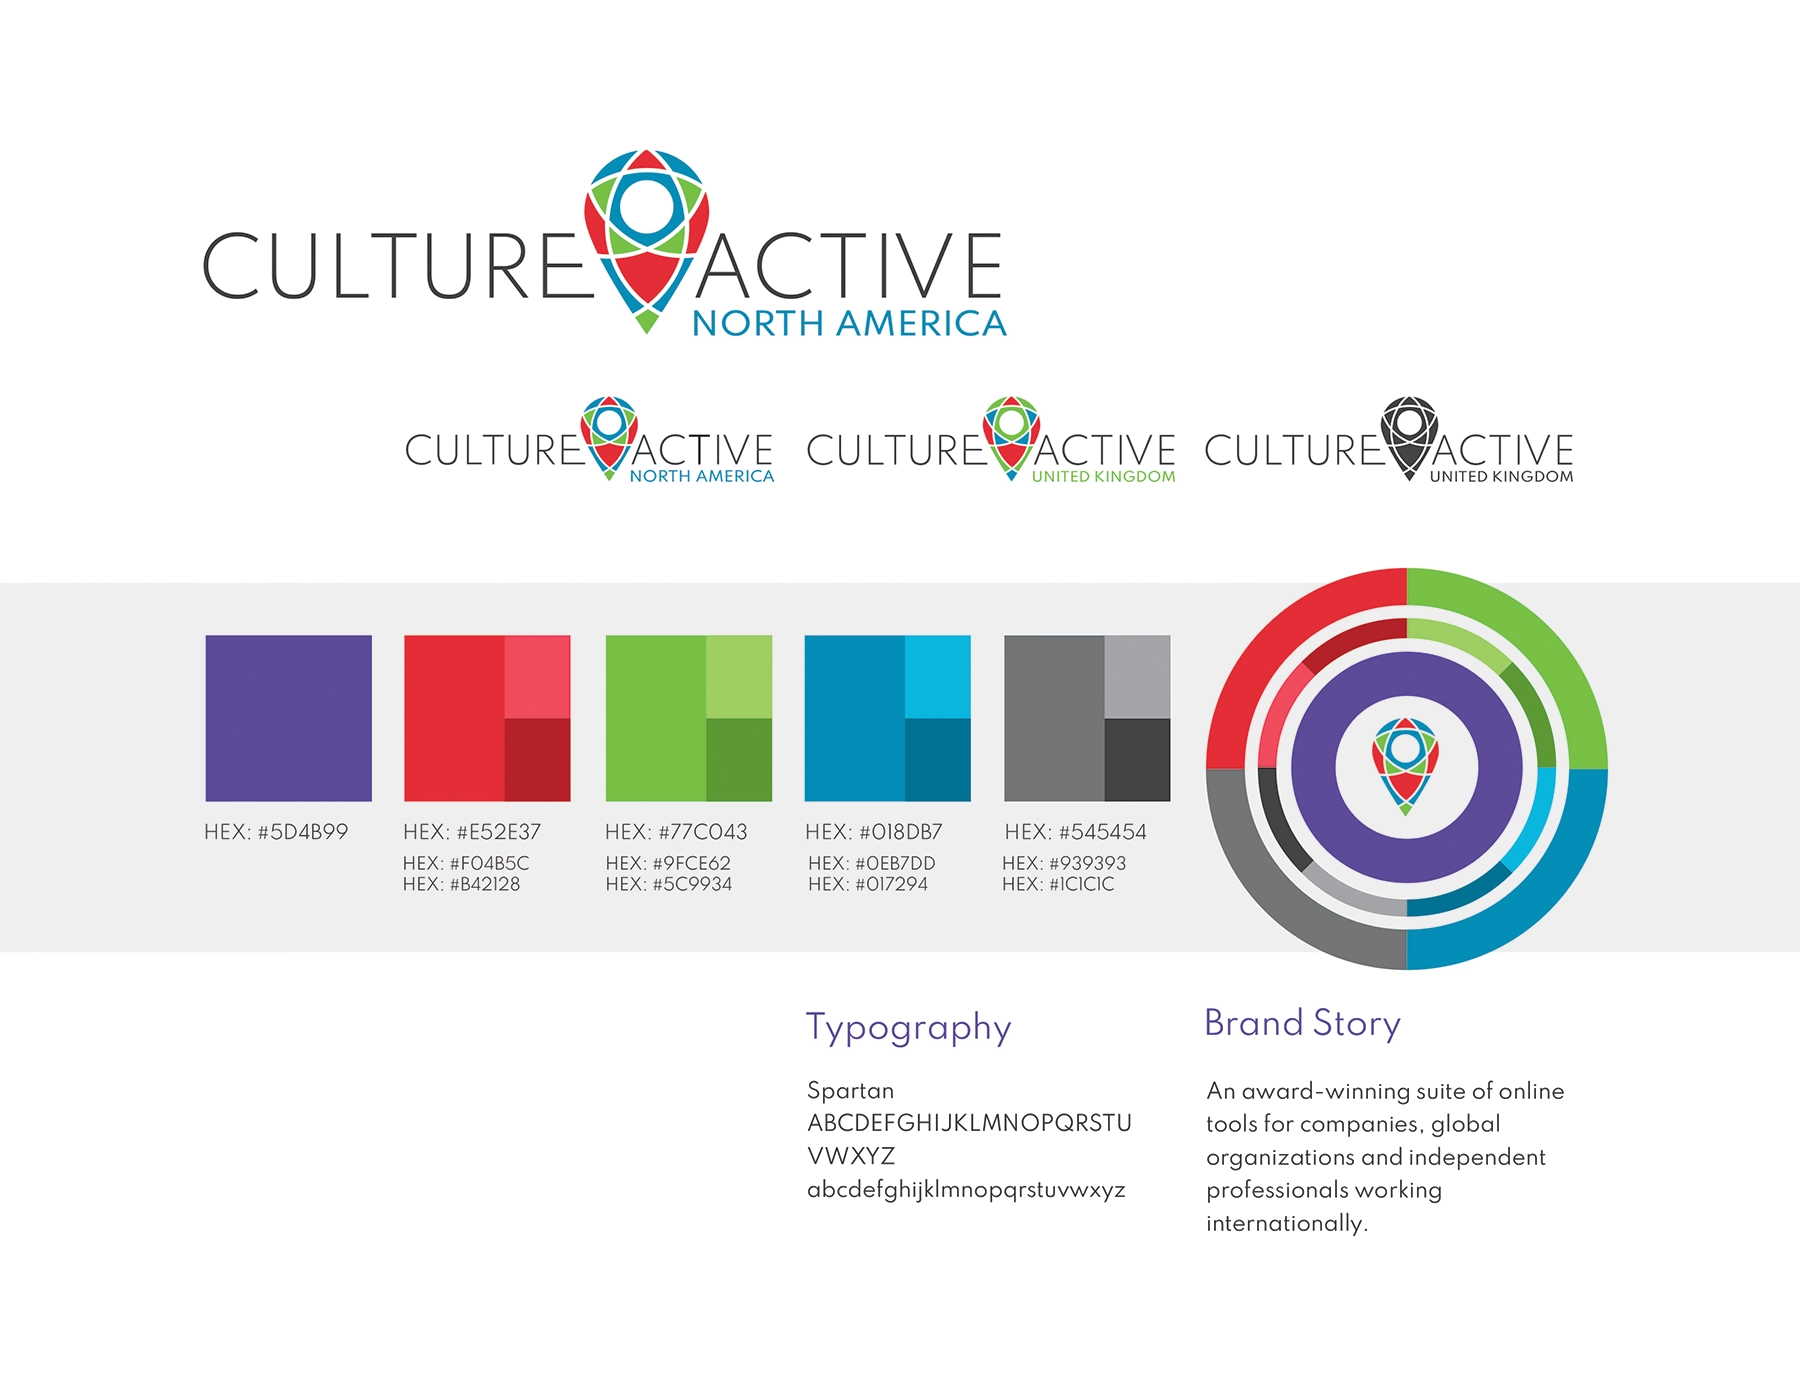 CULTURE ACTIVE
NORTH AMERICA
CULTURE ACTIVE
NORTH AMERICA
CULTURE ACTIVE
UNITED KINGDOM
CULTURE ACTIVE
UNITED KINGDOM
HEX: #5D4B99
HEX: #E52E37
HEX: #F04B5C
HEX: #B42128
HEX: #77C043
HEX: #9FCE62
HEX: #5C9934
HEX: #018DB7
HEX: #0EB7DD
HEX: #017294
HEX: #545454
HEX: #939393
HEX: #1C1C1C
Typography
Spartan
ABCDEFGHIJKLMNOPQRSTU
VWXYZ
abcdefghijklmnopqrstuvwxyz
Brand Story
An award-winning suite of online
tools for companies, global
organizations and independent
professionals working
internationally.